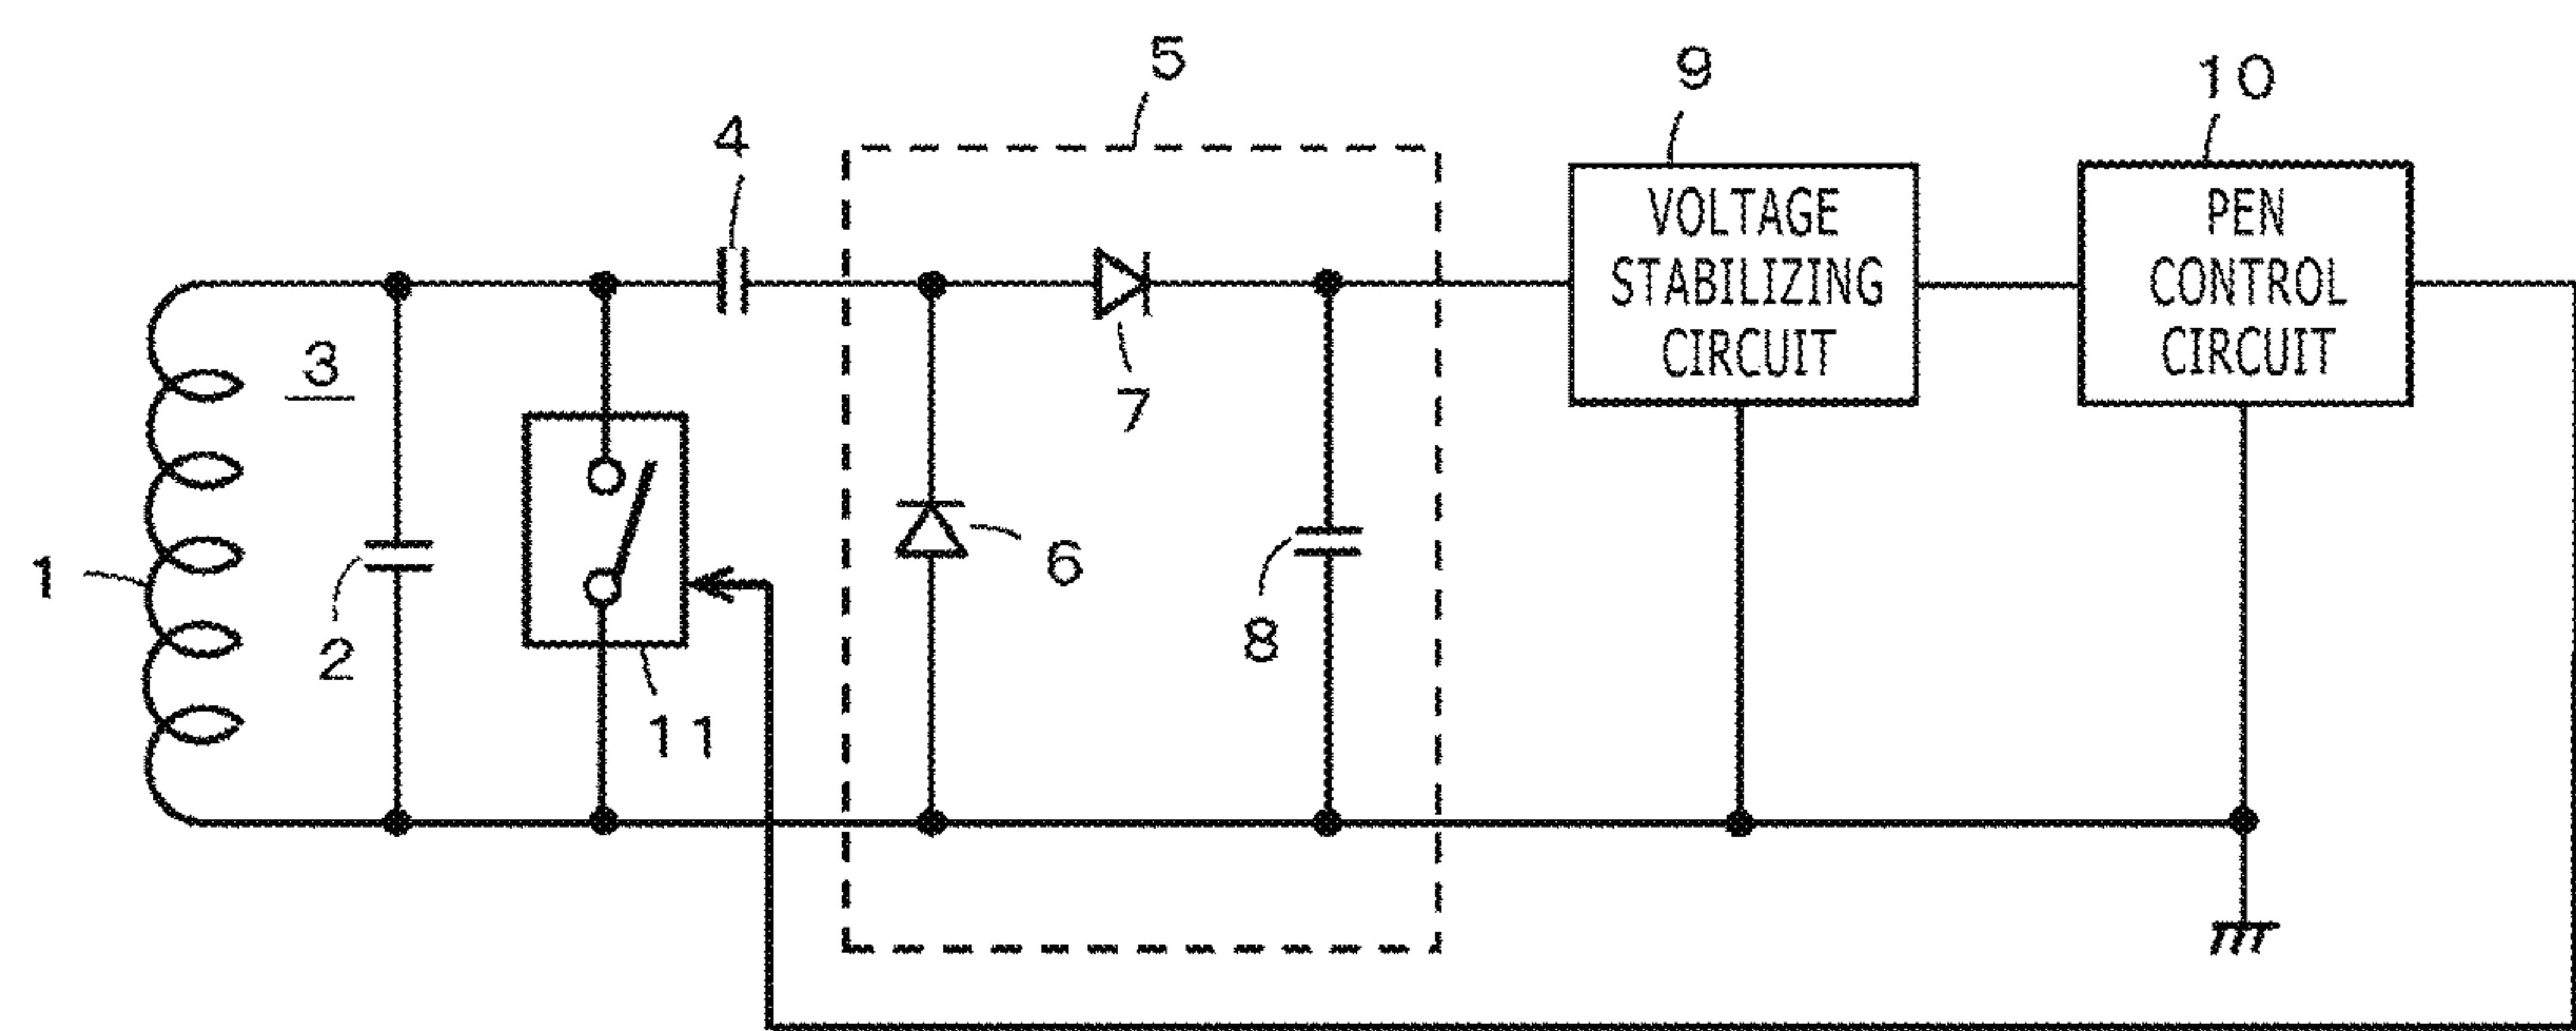 5
9
10
4
VOLTAGE
STABILIZING
CIRCUIT
PEN
CONTROL
CIRCUIT
3
7
1
2
6
8
11